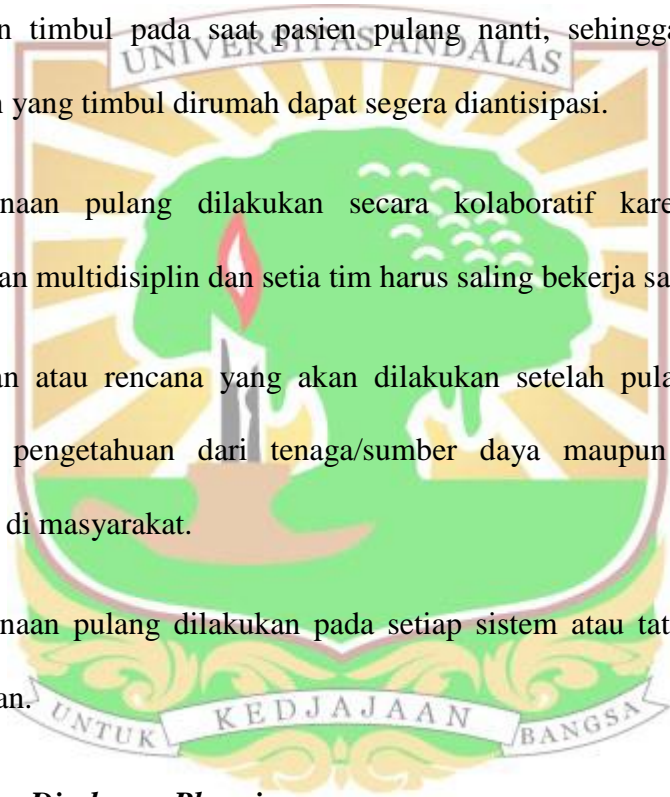 n timbul pada saat pasien pulang nanti, sehingga
UNIVERSITAS ANDALAS
yang timbul dirumah dapat segera diantisipasi.
naan pulang dilakukan secara kolaboratif kare
an multidisiplin dan setia tim harus saling bekerja sa
an atau rencana yang akan dilakukan setelah pula
pengetahuan dari tenaga/sumber daya maupun
di masyarakat.
naan pulang dilakukan pada setiap sistem atau tat
an.
UNTUK KEDJAJAAN BANGSA